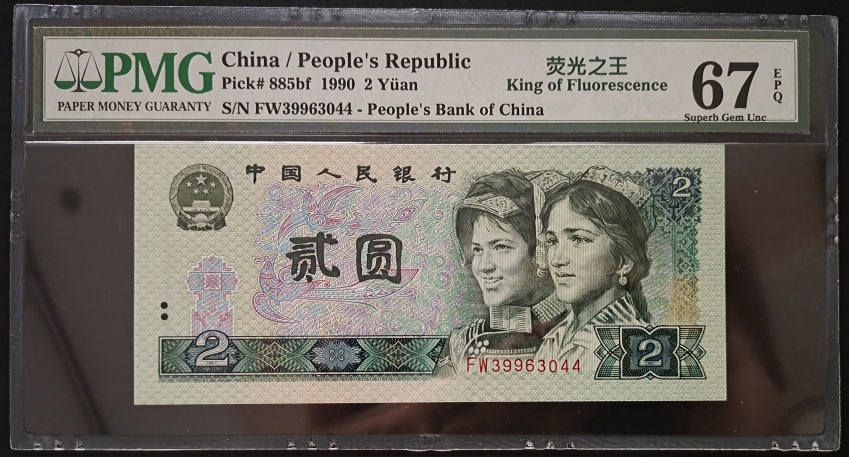 PMG
PAPER MONEY GUARANTY
China / People's Republic
Pick# 885bf 1990 2 Yüan
S/N FW39963044 - People's Bank of China
荧光之王
King of Fluorescence
67
EPQ
Superb Gem Unc
中国人民银行
2
贰圆
2
2
FW39963044